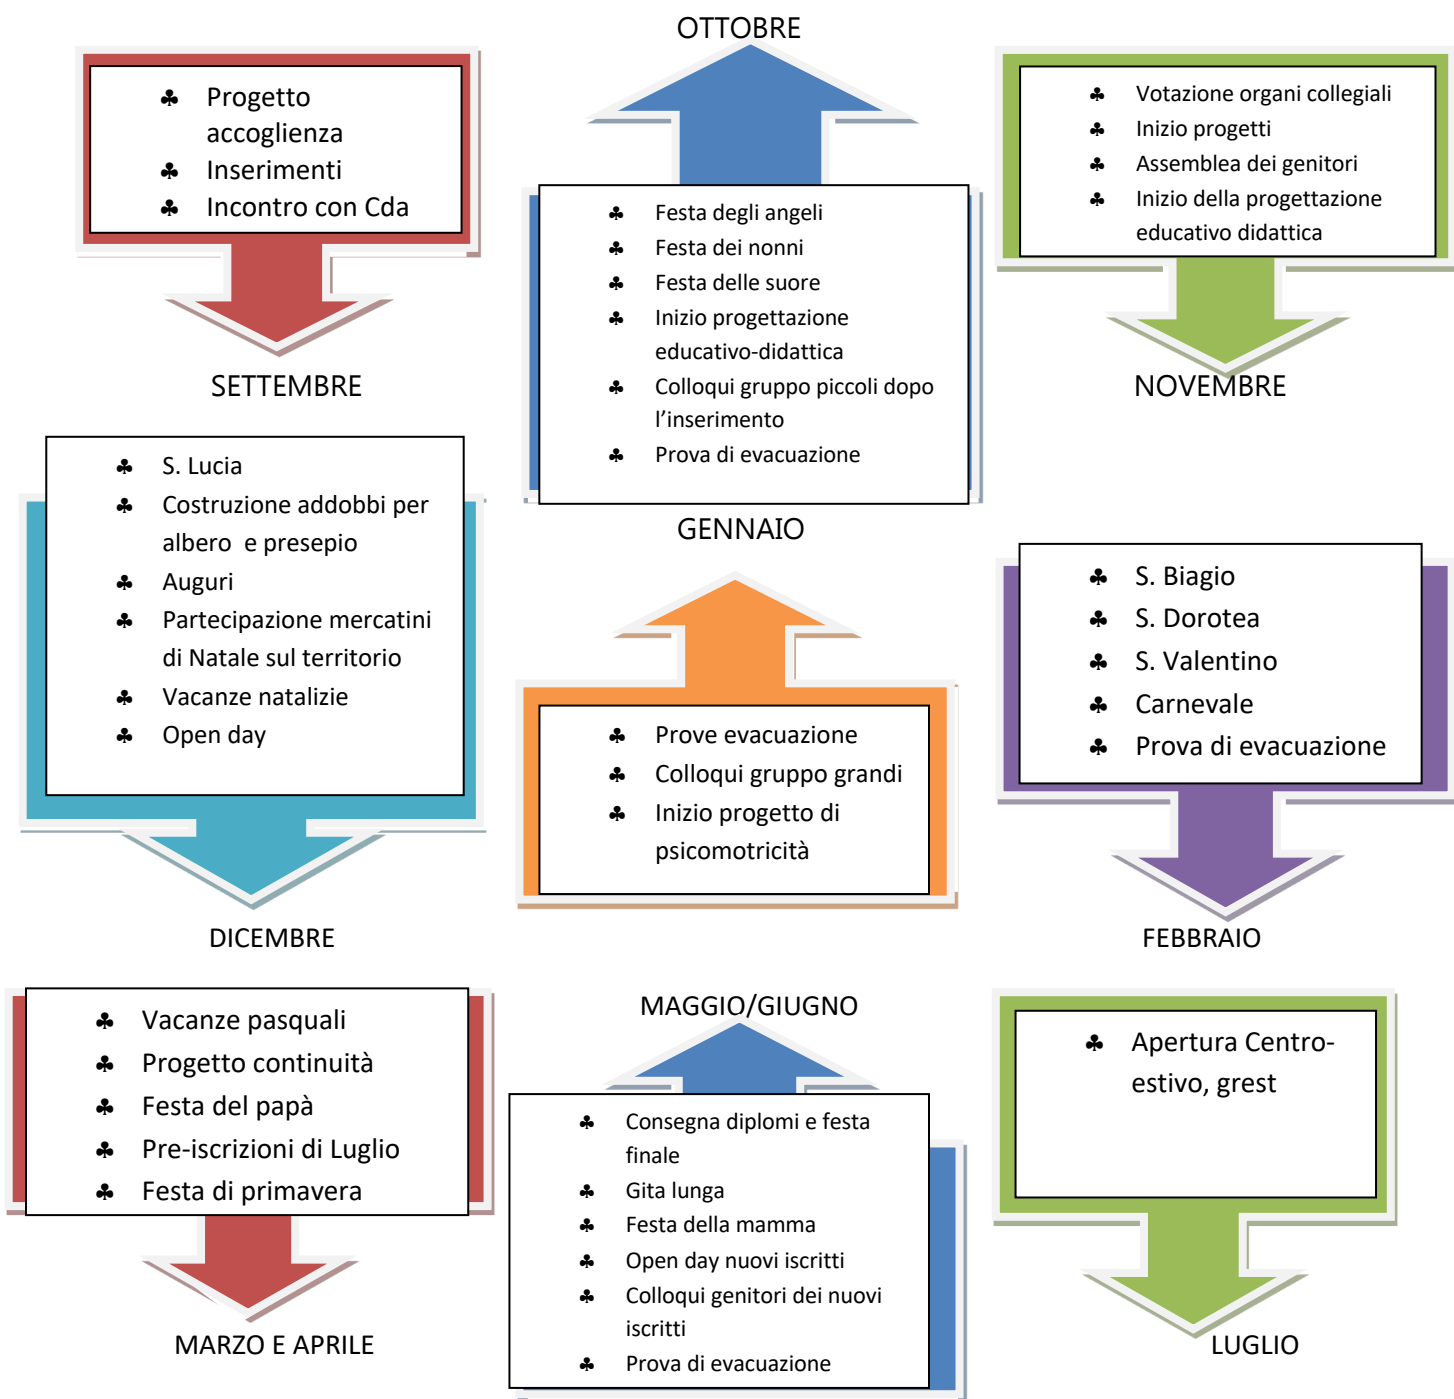 OTTOBRE
♣ Progetto
accoglienza
♣ Inserimenti
♣ Incontro con Cda
SETTEMBRE
♣ Festa degli angeli
♣ Festa dei nonni
♣ Festa delle suore
♣ Inizio progettazione
educativo-didattica
♣ Colloqui gruppo piccoli dopo
l’inserimento
♣ Prova di evacuazione
♣ Votazione organi collegiali
♣ Inizio progetti
♣ Assemblea dei genitori
♣ Inizio della progettazione
educativo didattica
NOVEMBRE
♣ S. Lucia
♣ Costruzione addobbi per
albero e presepio
♣ Auguri
♣ Partecipazione mercatini
di Natale sul territorio
♣ Vacanze natalizie
♣ Open day
DICEMBRE
GENNAIO
♣ Prove evacuazione
♣ Colloqui gruppo grandi
♣ Inizio progetto di
psicomotricità
♣ S. Biagio
♣ S. Dorotea
♣ S. Valentino
♣ Carnevale
♣ Prova di evacuazione
FEBBRAIO
♣ Vacanze pasquali
♣ Progetto continuità
♣ Festa del papà
♣ Pre-iscrizioni di Luglio
♣ Festa di primavera
MARZO E APRILE
MAGGIO/GIUGNO
♣ Consegna diplomi e festa
finale
♣ Gita lunga
♣ Festa della mamma
♣ Open day nuovi iscritti
♣ Colloqui genitori dei nuovi
iscritti
♣ Prova di evacuazione
♣ Apertura Centro-
estivo, grest
LUGLIO